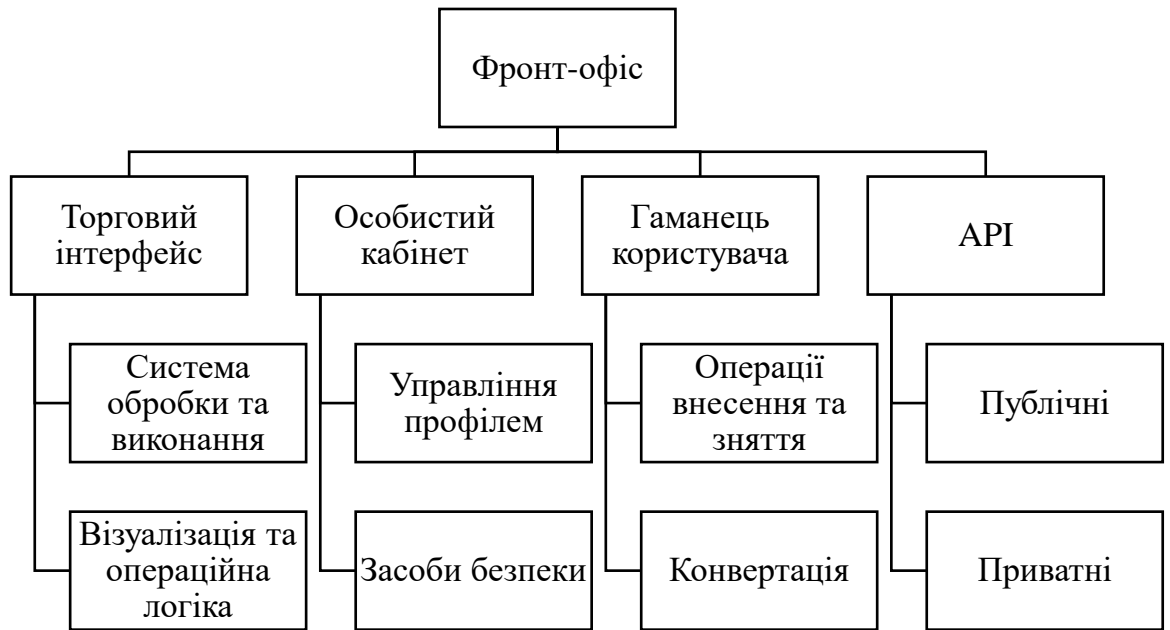 Фронт-офіс
Торговий
інтерфейс
Особистий
кабінет
Гаманець
користувача
API
Система
обробки та
виконання
Управління
профілем
Операції
внесення та
зняття
Публічні
Візуалізація та
операційна
логіка
Засоби безпеки
Конвертація
Приватні